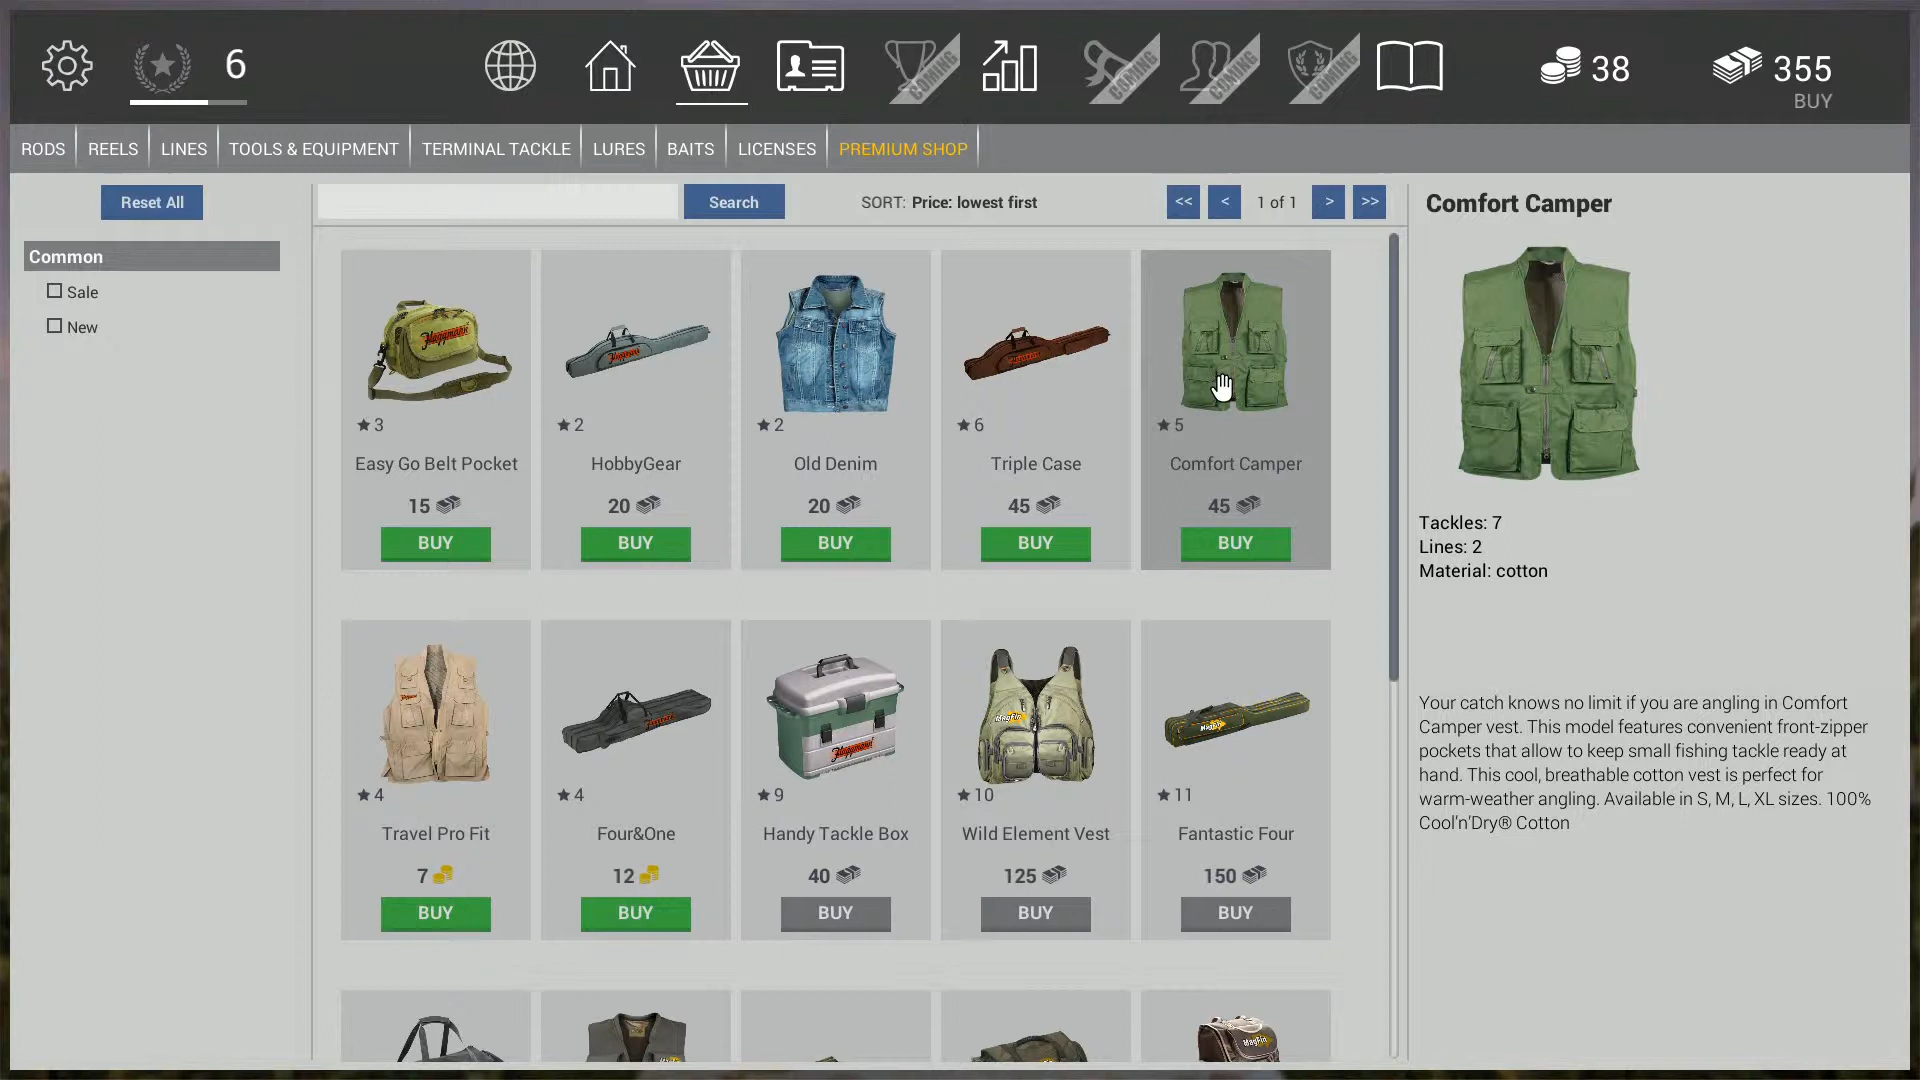 6
COMING
COMING
COMING
COMING
38
355
BUY
RODS
REELS
LINES
TOOLS & EQUIPMENT
TERMINAL TACKLE
LURES
BAITS
LICENSES
PREMIUM SHOP
Reset All
Search
SORT: Price: lowest first
<<
<
1 of 1
>
>>
Common
Sale
New
3
Easy Go Belt Pocket
15
BUY
2
HobbyGear
20
BUY
2
Old Denim
20
BUY
6
Triple Case
45
BUY
5
Comfort Camper
45
BUY
4
Travel Pro Fit
7
BUY
4
Four&One
12
BUY
9
Handy Tackle Box
40
BUY
MagFin
10
Wild Element Vest
125
BUY
MagFin
11
Fantastic Four
150
BUY
MagFin
Comfort Camper
Tackles: 7
Lines: 2
Material: cotton
Your catch knows no limit if you are angling in Comfort
Camper vest. This model features convenient front-zipper
pockets that allow to keep small fishing tackle ready at
hand. This cool, breathable cotton vest is perfect for
warm-weather angling. Available in S, M, L, XL sizes. 100%
Cool'n'Dry® Cotton